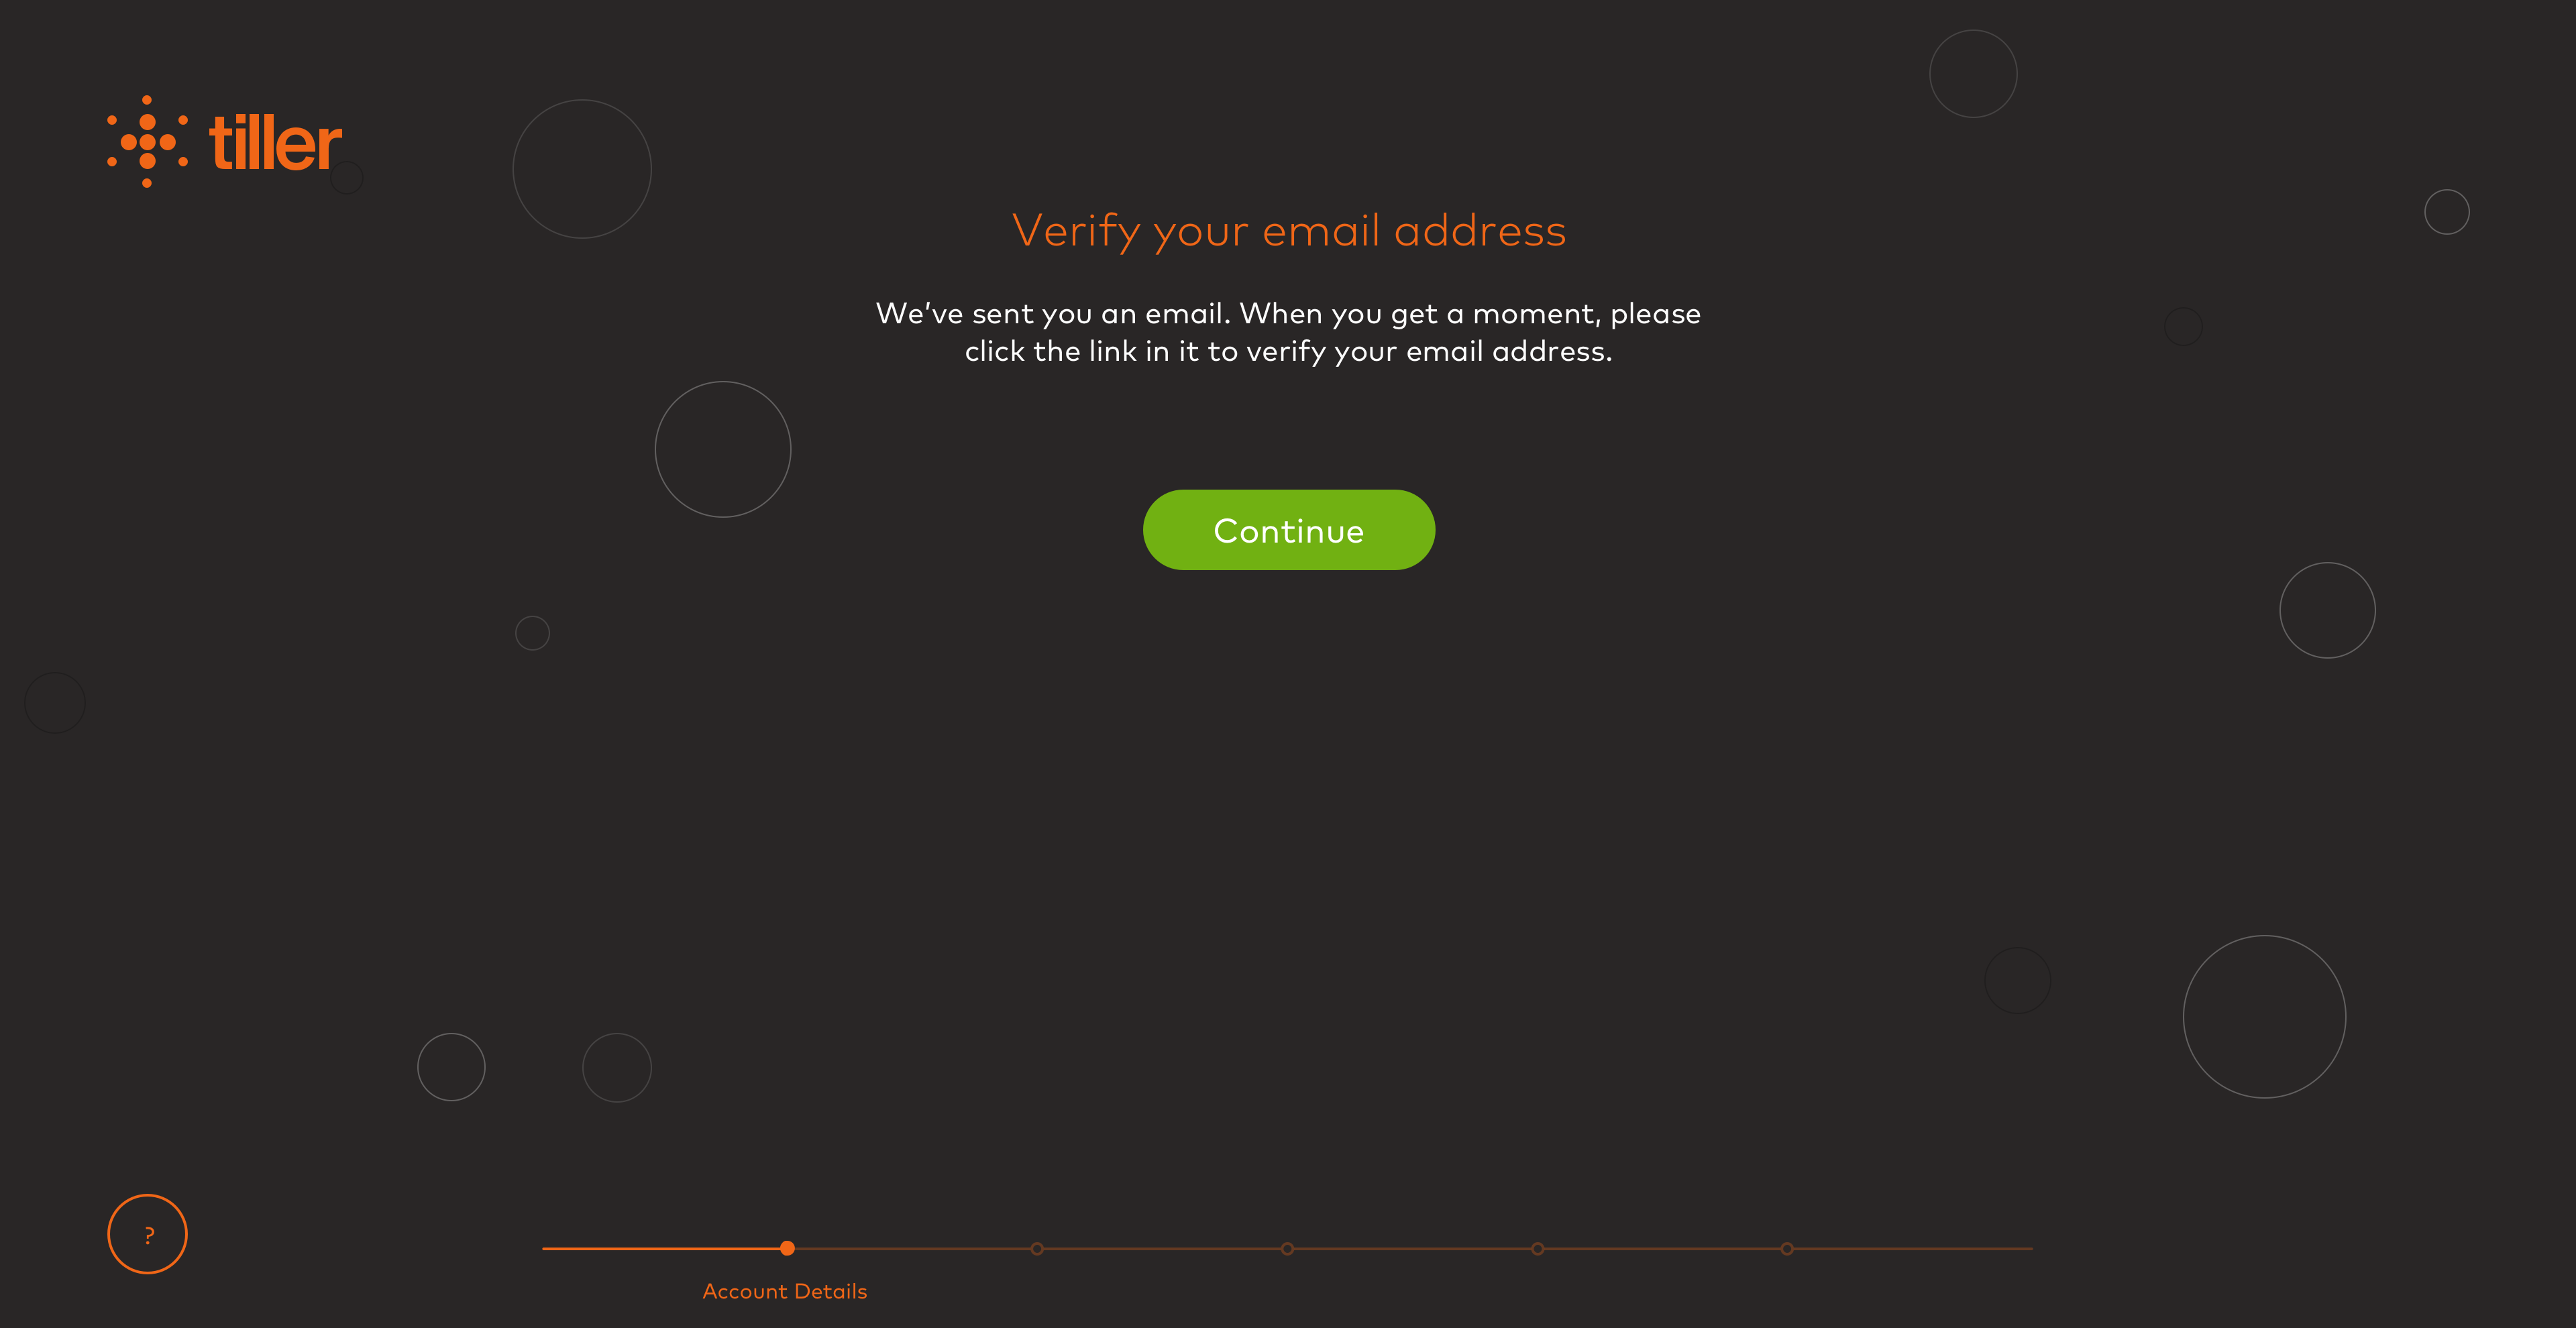 tiller
Verify your email address
We've sent you an email. When you get a moment, please
click the link in it to verify your email address.
Continue
?
Account Details